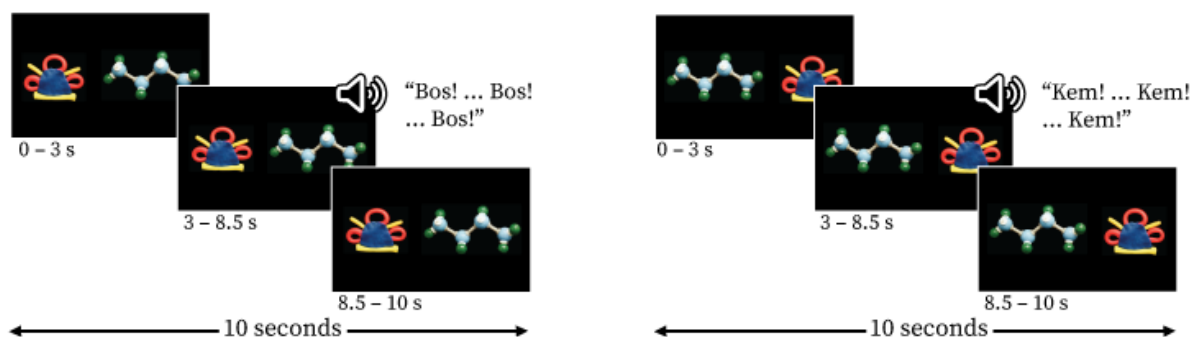 “Bos! ... Bos!
... Bos!”
0 – 3 s
3 – 8.5 s
8.5 – 10 s
10 seconds
“Kem! ... Kem!
... Kem!”
0 – 3 s
3 – 8.5 s
8.5 – 10 s
10 seconds